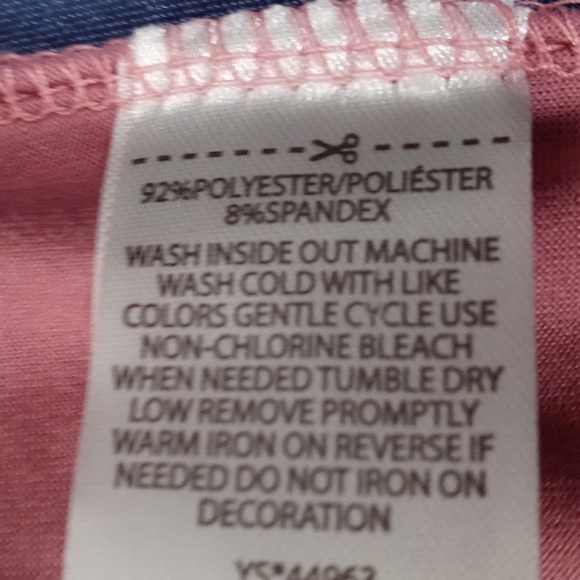 92%POLYESTER/POLIÉSTER
8%SPANDEX
WASH INSIDE OUT MACHINE
WASH COLD WITH LIKE
COLORS GENTLE CYCLE USE
NON-CHLORINE BLEACH
WHEN NEEDED TUMBLE DRY
LOW REMOVE PROMPTLY
WARM IRON ON REVERSE IF
NEEDED DO NOT IRON ON
DECORATION